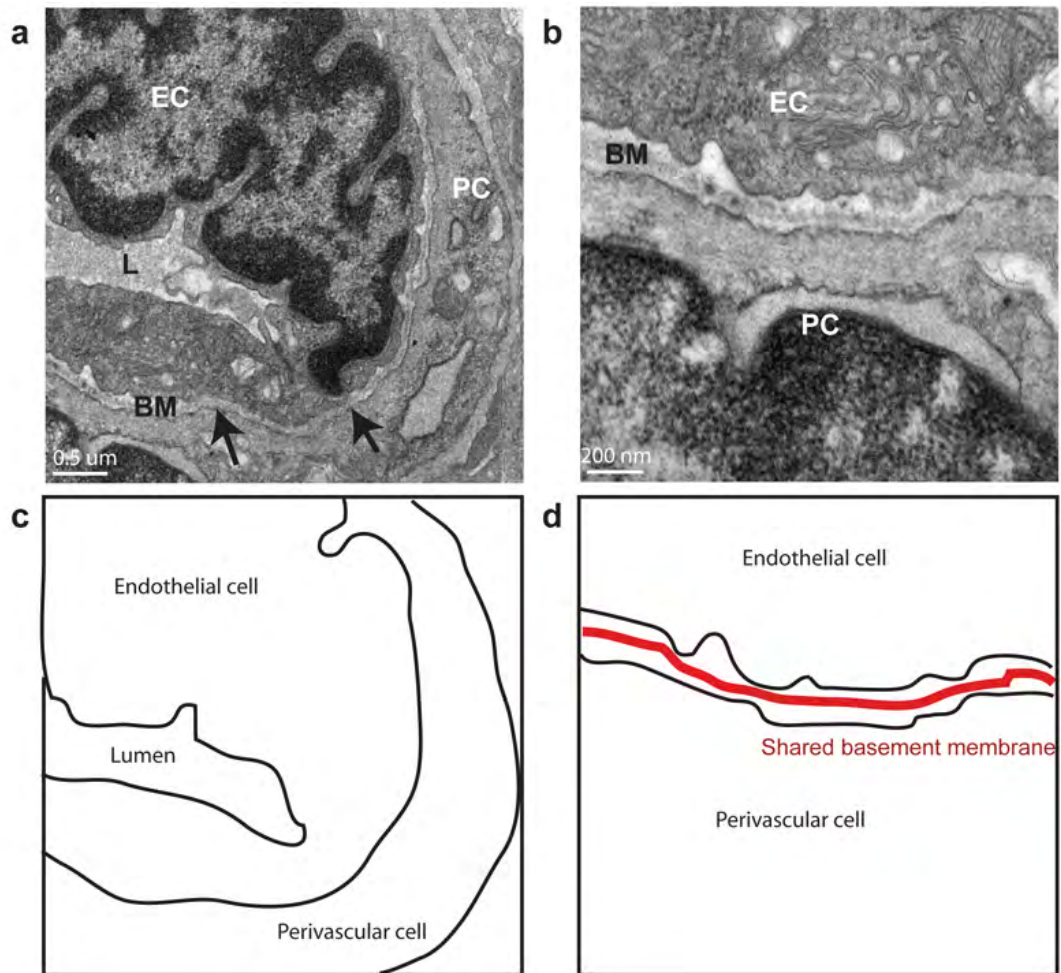 a
EC
PC
L
BM
0.5 um
b
EC
BM
PC
200 nm
c
Endothelial cell
Lumen
Perivascular cell
d
Endothelial cell
Shared basement membrane
Perivascular cell